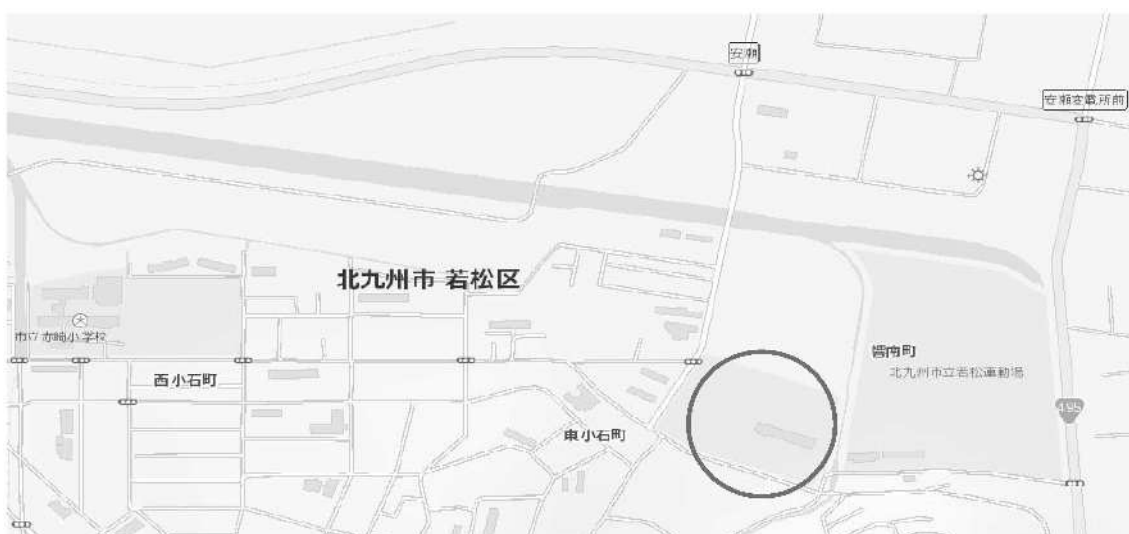 安瀬
安瀬変電所前
北九州市 若松区
市立赤崎小学校
響南町
北九州市立若松運動場
西小石町
495
東小石町